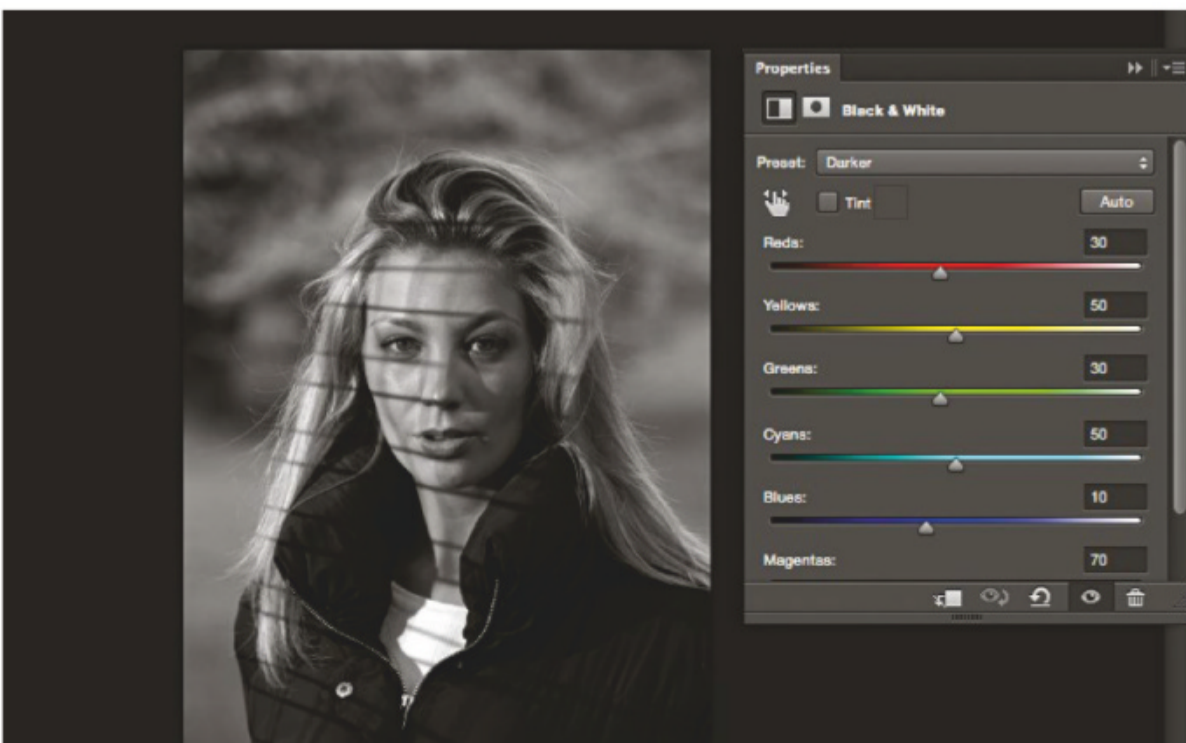 Properties
Black & White
Preset: Darker
Tint Auto
Reds: 30
Yellows: 50
Greens: 30
Cyans: 50
Blues: 10
Magentas: 70